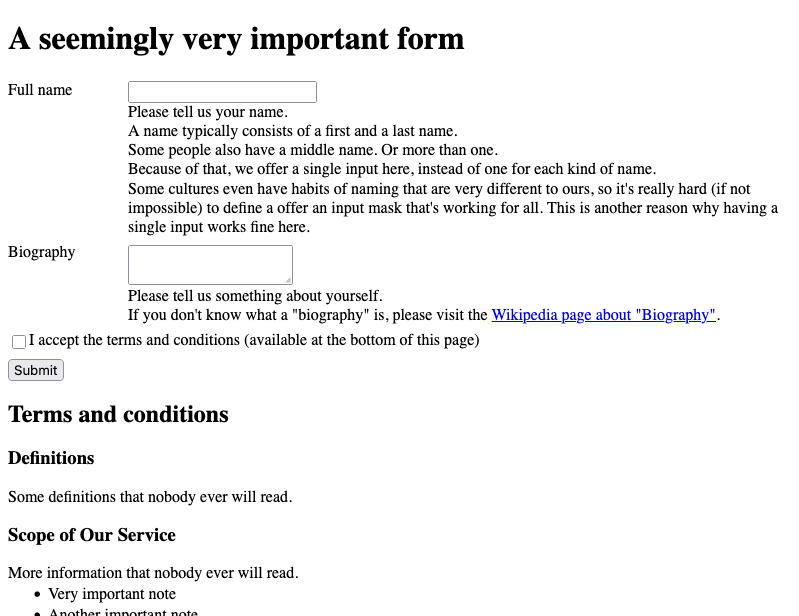 A seemingly very important form
Full name
Please tell us your name.
A name typically consists of a first and a last name.
Some people also have a middle name. Or more than one.
Because of that, we offer a single input here, instead of one for each kind of name.
Some cultures even have habits of naming that are very different to ours, so it's really hard (if not
impossible) to define a offer an input mask that's working for all. This is another reason why having a
single input works fine here.
Biography
Please tell us something about yourself.
If you don't know what a "biography" is, please visit the Wikipedia page about "Biography".
I accept the terms and conditions (available at the bottom of this page)
Submit
Terms and conditions
Definitions
Some definitions that nobody ever will read.
Scope of Our Service
More information that nobody ever will read.
• Very important note
• Another important note